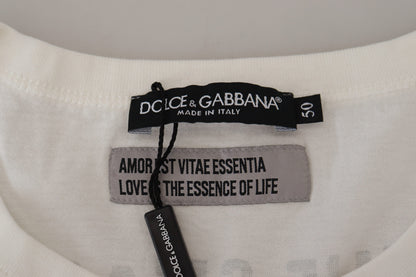 DOLCE & GABBANA®
MADE IN ITALY
50
AMOR EST VITAE ESSENTIA
LOVE IS THE ESSENCE OF LIFE
DOLCE & GABBANA